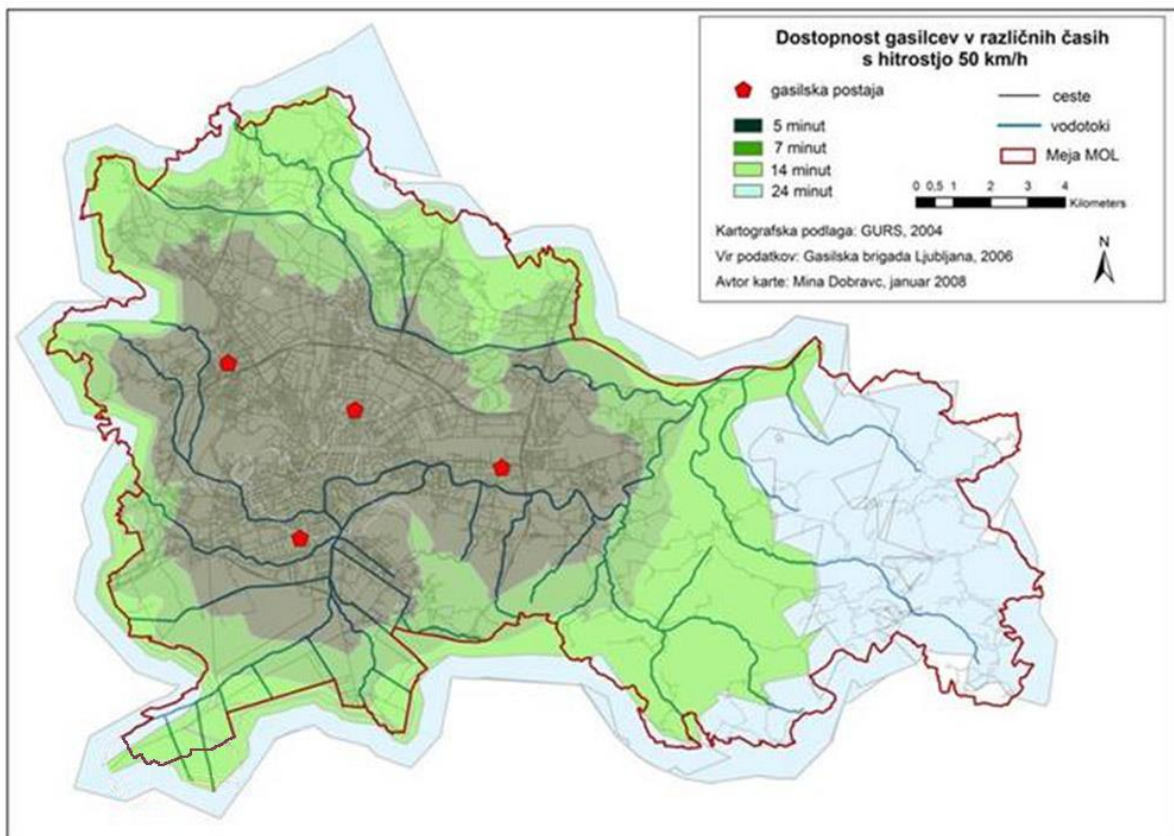 Dostopnost gasilcev v različnih časih
s hitrostjo 50 km/h
gasilska postaja
5 minut
7 minut
14 minut
24 minut
ceste
vodotoki
Meja MOL
0 0,5 1 2 3 4
Kilometers
Kartografska podlaga: GURS, 2004
Vir podatkov: Gasilska brigada Ljubljana, 2006
Avtor karte: Mina Dobravc, januar 2008
N